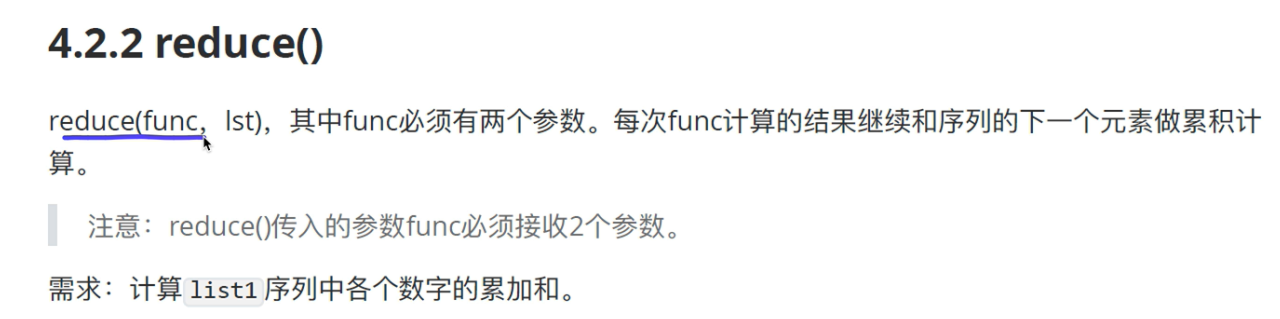 4.2.2 reduce()
reduce(func，lst)，其中func必须有两个参数。每次func计算的结果继续和序列的下一个元素做累积计
算。
注意：reduce()传入的参数func必须接收2个参数。
需求：计算list1序列中各个数字的累加和。